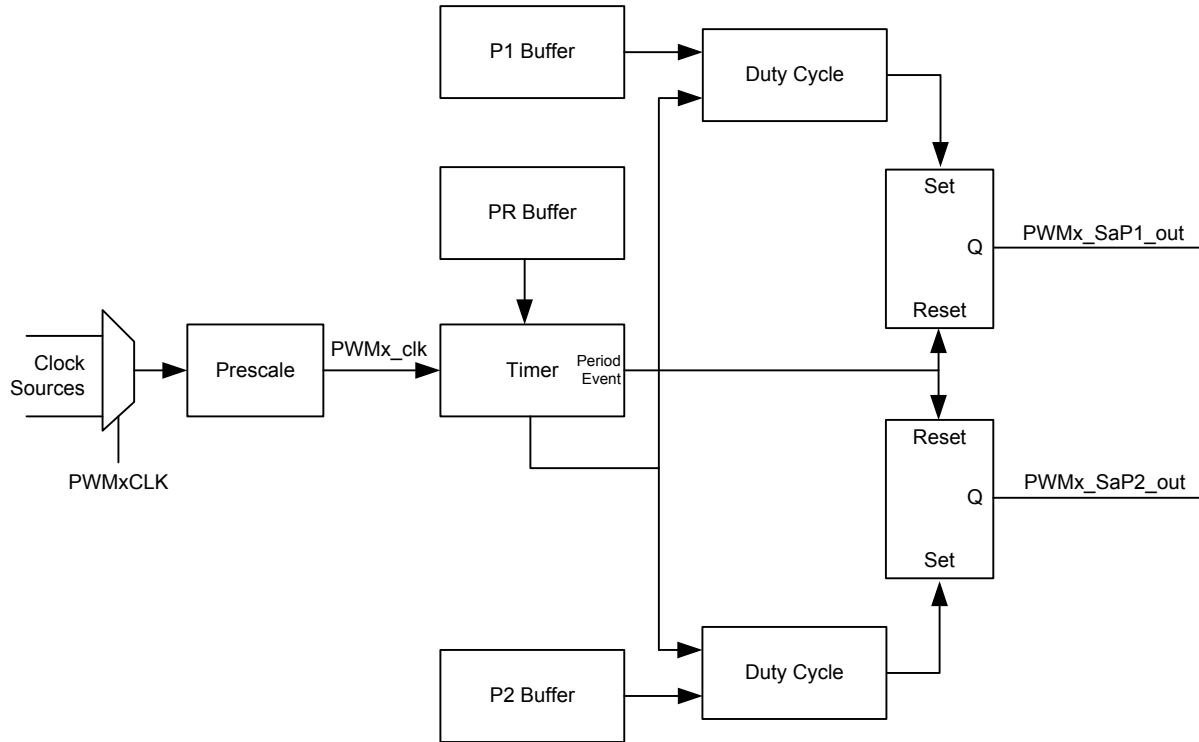 P1 Buffer
Duty Cycle
Set
Q
Reset
PWMx_SaP1_out
PR Buffer
Clock
Sources
PWMxCLK
Prescale
PWMx_clk
Timer
Period
Event
Reset
Q
Set
PWMx_SaP2_out
P2 Buffer
Duty Cycle